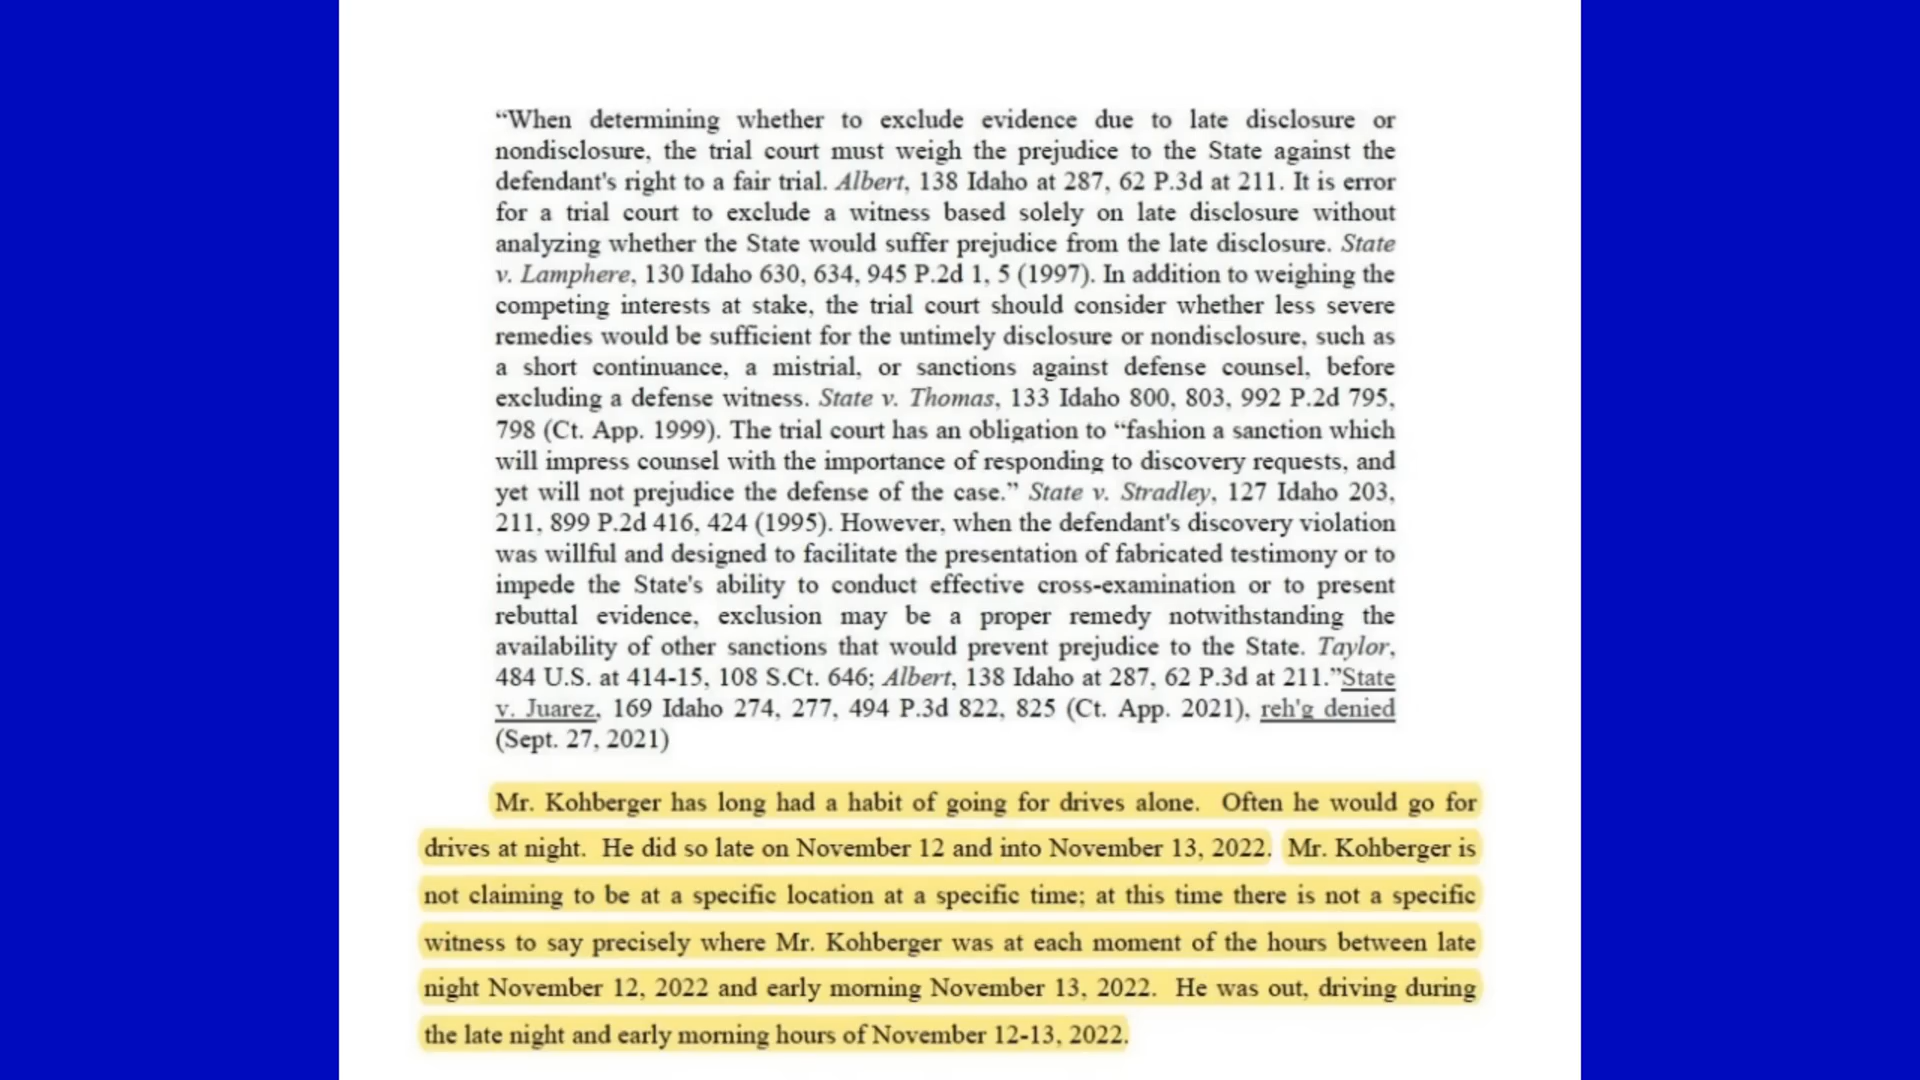 “When determining whether to exclude evidence due to late disclosure or
nondisclosure, the trial court must weigh the prejudice to the State against the
defendant's right to a fair trial. Albert, 138 Idaho at 287, 62 P.3d at 211. It is error
for a trial court to exclude a witness based solely on late disclosure without
analyzing whether the State would suffer prejudice from the late disclosure. State
v. Lamphere, 130 Idaho 630, 634, 945 P.2d 1, 5 (1997). In addition to weighing the
competing interests at stake, the trial court should consider whether less severe
remedies would be sufficient for the untimely disclosure or nondisclosure, such as
a short continuance, a mistrial, or sanctions against defense counsel, before
excluding a defense witness. State v. Thomas, 133 Idaho 800, 803, 992 P.2d 795,
798 (Ct. App. 1999). The trial court has an obligation to “fashion a sanction which
will impress counsel with the importance of responding to discovery requests, and
yet will not prejudice the defense of the case.” State v. Stradley, 127 Idaho 203,
211, 899 P.2d 416, 424 (1995). However, when the defendant's discovery violation
was willful and designed to facilitate the presentation of fabricated testimony or to
impede the State's ability to conduct effective cross-examination or to present
rebuttal evidence, exclusion may be a proper remedy notwithstanding the
availability of other sanctions that would prevent prejudice to the State. Taylor,
484 U.S. at 414-15, 108 S.Ct. 646; Albert, 138 Idaho at 287, 62 P.3d at 211.”State
v. Juarez, 169 Idaho 274, 277, 494 P.3d 822, 825 (Ct. App. 2021), reh'g denied
(Sept. 27, 2021)
Mr. Kohberger has long had a habit of going for drives alone. Often he would go for
drives at night. He did so late on November 12 and into November 13, 2022. Mr. Kohberger is
not claiming to be at a specific location at a specific time; at this time there is not a specific
witness to say precisely where Mr. Kohberger was at each moment of the hours between late
night November 12, 2022 and early morning November 13, 2022. He was out, driving during
the late night and early morning hours of November 12-13, 2022.